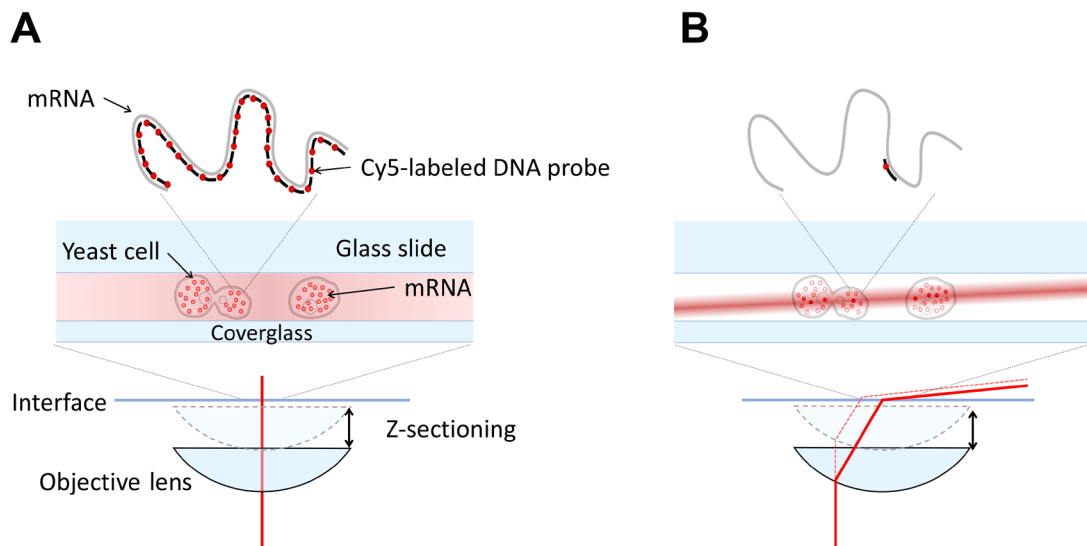 A
B
mRNA
Cy5-labeled DNA probe
Yeast cell
Glass slide
mRNA
Coverglass
Interface
Z-sectioning
Objective lens